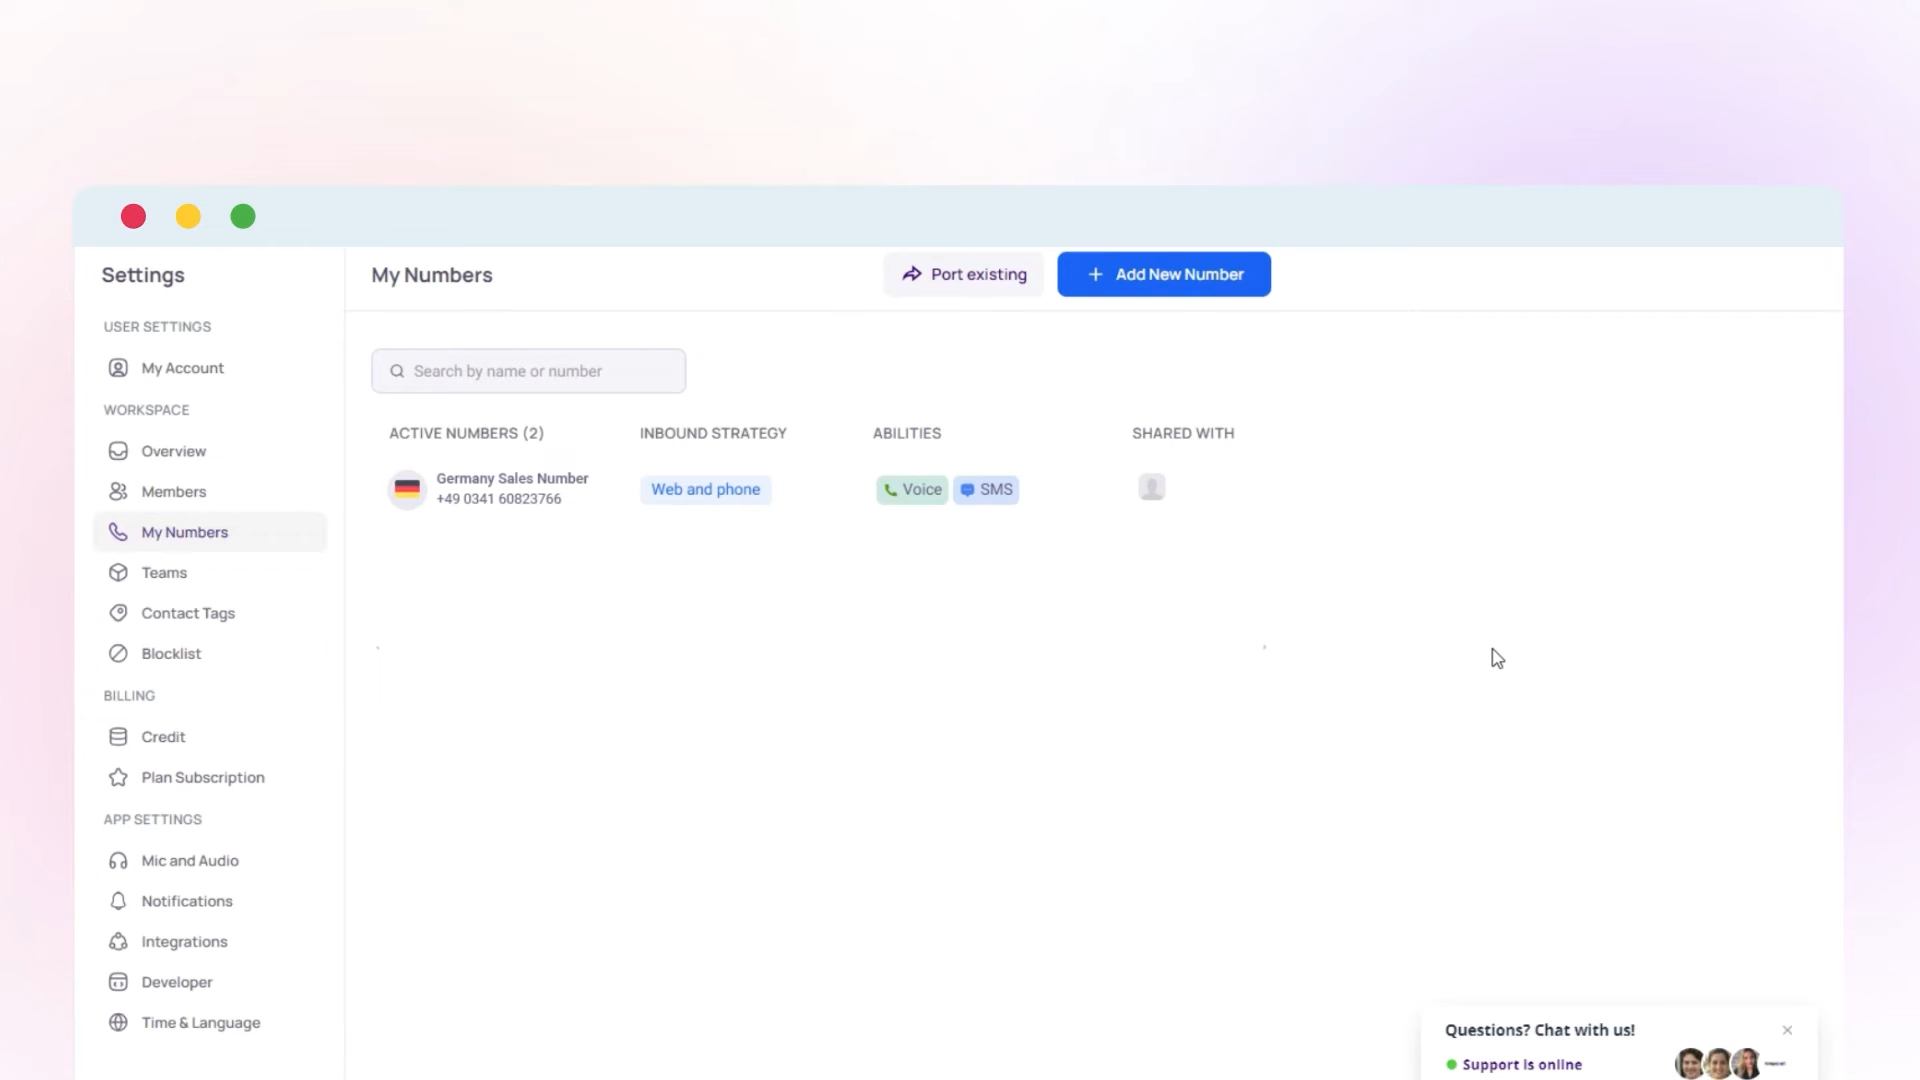 Settings
USER SETTINGS
My Account
WORKSPACE
Overview
Members
My Numbers
Teams
Contact Tags
Blocklist
BILLING
Credit
Plan Subscription
APP SETTINGS
Mic and Audio
Notifications
Integrations
Developer
Time & Language
My Numbers
Port existing
+ Add New Number
Search by name or number
ACTIVE NUMBERS (2) INBOUND STRATEGY ABILITIES SHARED WITH
Germany Sales Number
+49 0341 60823766
Web and phone
Voice SMS
Questions? Chat with us!
Support is online